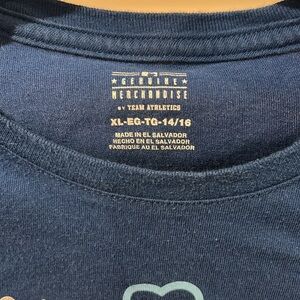 GENUINE
MERCHANDISE
BY TEAM ATHLETICS
XL-EG-TG-14/16
MADE IN EL SALVADOR
HECHO EN EL SALVADOR
FABRIQUÉ AU EL SALVADOR